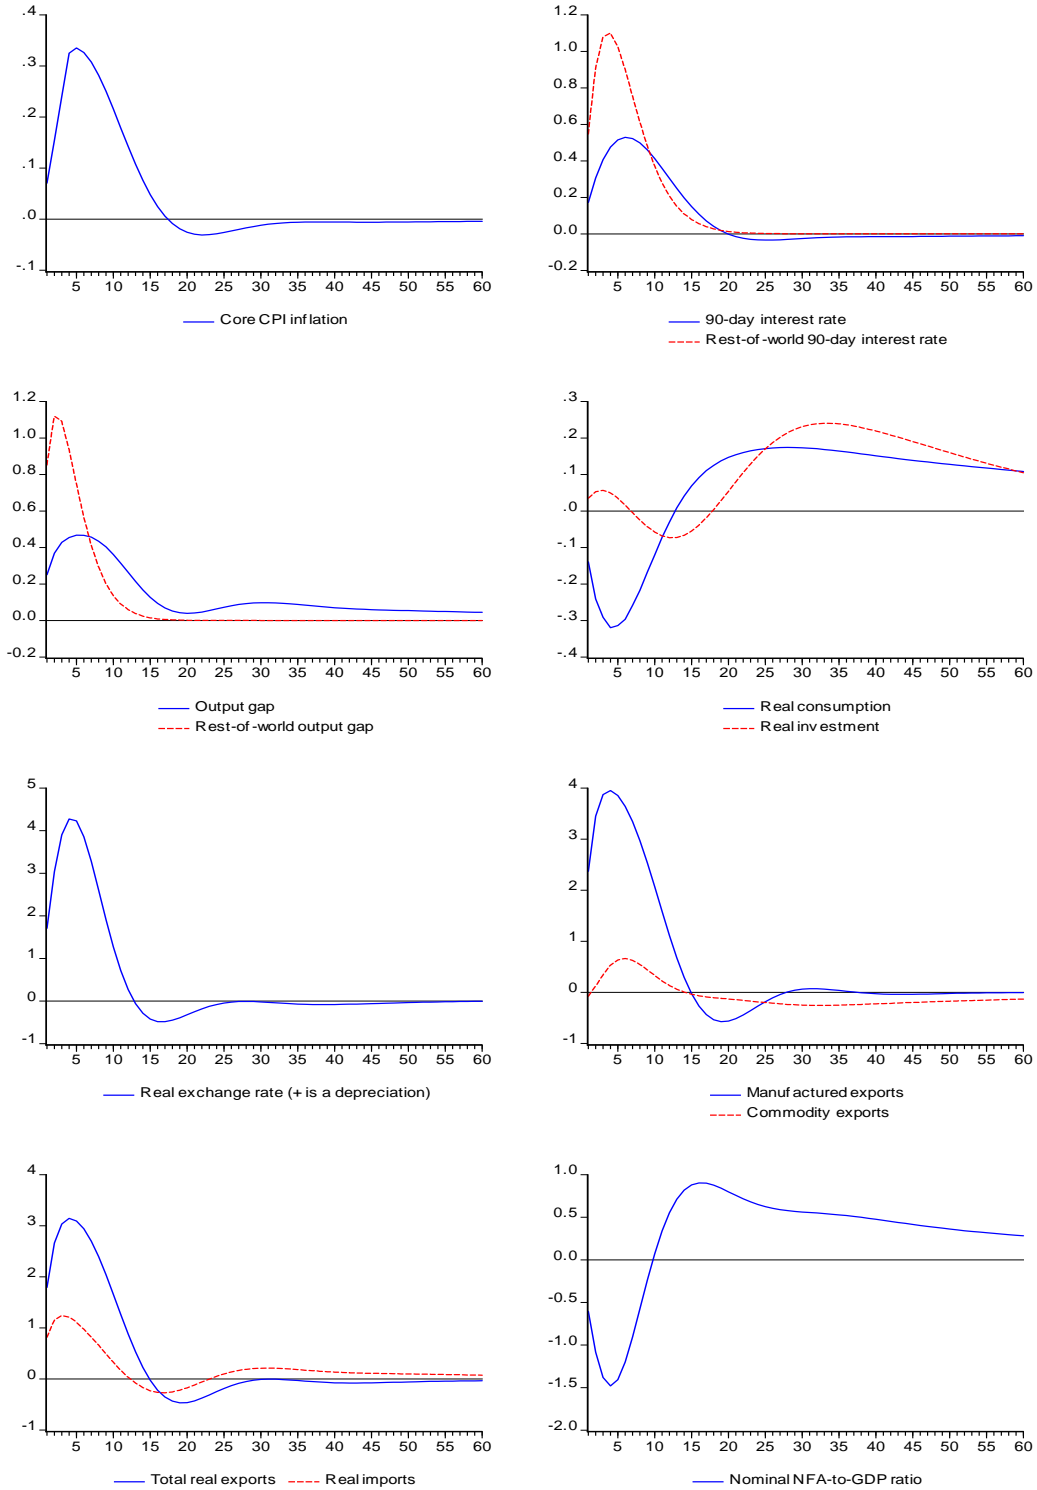 .4
.3
.2
.1
.0
-.1
5 10 15 20 25 30 35 40 45 50 55 60
Core CPI inflation
1.2
1.0
0.8
0.6
0.4
0.2
0.0
-0.2
5 10 15 20 25 30 35 40 45 50 55 60
90-day interest rate
Rest-of-world 90-day interest rate
1.2
1.0
0.8
0.6
0.4
0.2
0.0
-0.2
5 10 15 20 25 30 35 40 45 50 55 60
Output gap
Rest-of-world output gap
.3
.2
.1
.0
-.1
-.2
-.3
-.4
5 10 15 20 25 30 35 40 45 50 55 60
Real consumption
Real investment
5
4
3
2
1
0
-1
5 10 15 20 25 30 35 40 45 50 55 60
Real exchange rate (+ is a depreciation)
4
3
2
1
0
-1
5 10 15 20 25 30 35 40 45 50 55 60
Manufactured exports
Commodity exports
4
3
2
1
0
-1
5 10 15 20 25 30 35 40 45 50 55 60
Total real exports Real imports
1.0
0.5
0.0
-0.5
-1.0
-1.5
-2.0
5 10 15 20 25 30 35 40 45 50 55 60
Nominal NFA-to-GDP ratio